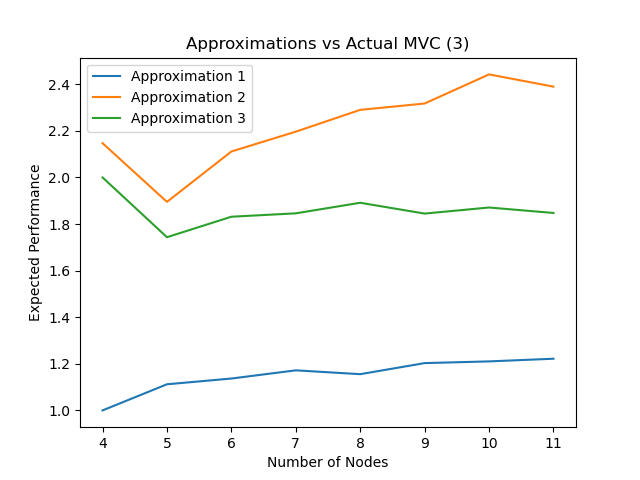 Approximations vs Actual MVC (3)
Approximation 1
Approximation 2
Approximation 3
Expected Performance
2.4
2.2
2.0
1.8
1.6
1.4
1.2
1.0
4 5 6 7 8 9 10 11
Number of Nodes